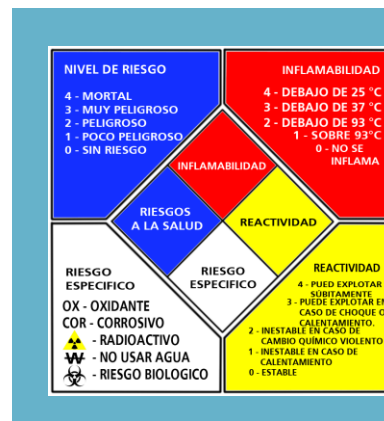 NIVEL DE RIESGO
4 - MORTAL
3 - MUY PELIGROSO
2 - PELIGROSO
1 - POCO PELIGROSO
0 - SIN RIESGO
INFLAMABILIDAD
4 - DEBAJO DE 25 °C
3 - DEBAJO DE 37 °C
2 - DEBAJO DE 93 °C
1 - SOBRE 93°C
0 - NO SE
INFLAMA
INFLAMABILIDAD
RIESGOS
A LA SALUD
REACTIVIDAD
RIESGO
ESPECIFICO
RIESGO
ESPECIFICO
OX - OXIDANTE
COR - CORROSIVO
- RADIOACTIVO
W - NO USAR AGUA
- RIESGO BIOLOGICO
REACTIVIDAD
4 - PUED EXPLOTAR
SÚBITAMENTE
3 - PUEDE EXPLOTAR EN
CASO DE CHOQUE O
CALENTAMIENTO.
2 - INESTABLE EN CASO DE
CAMBIO QUÍMICO VIOLENTO
1 - INESTABLE EN CASO DE
CALENTAMIENTO
0 - ESTABLE